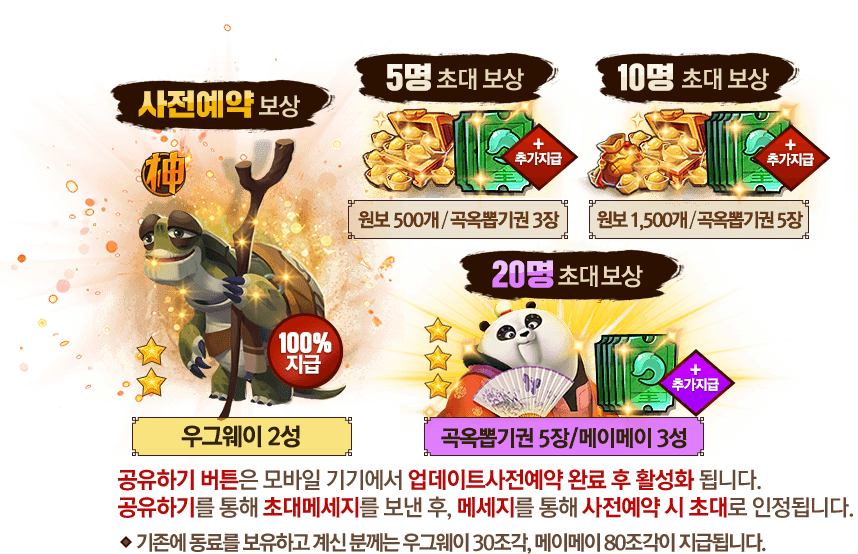 사전예약 보상
神
100%
지급
우그웨이 2성
5명 초대 보상
+
추가지급
원보 500개 / 곡옥뽑기권 3장
10명 초대 보상
+
추가지급
원보 1,500개 / 곡옥뽑기권 5장
20명 초대보상
+
추가지급
곡옥뽑기권 5장/메이메이 3성
공유하기 버튼은 모바일 기기에서 업데이트사전예약 완료 후 활성화 됩니다.
공유하기를 통해 초대메세지를 보낸 후, 메세지를 통해 사전예약 시 초대로 인정됩니다.
◆ 기존에 동료를 보유하고 계신 분께는 우그웨이 30조각, 메이메이 80조각이 지급됩니다.